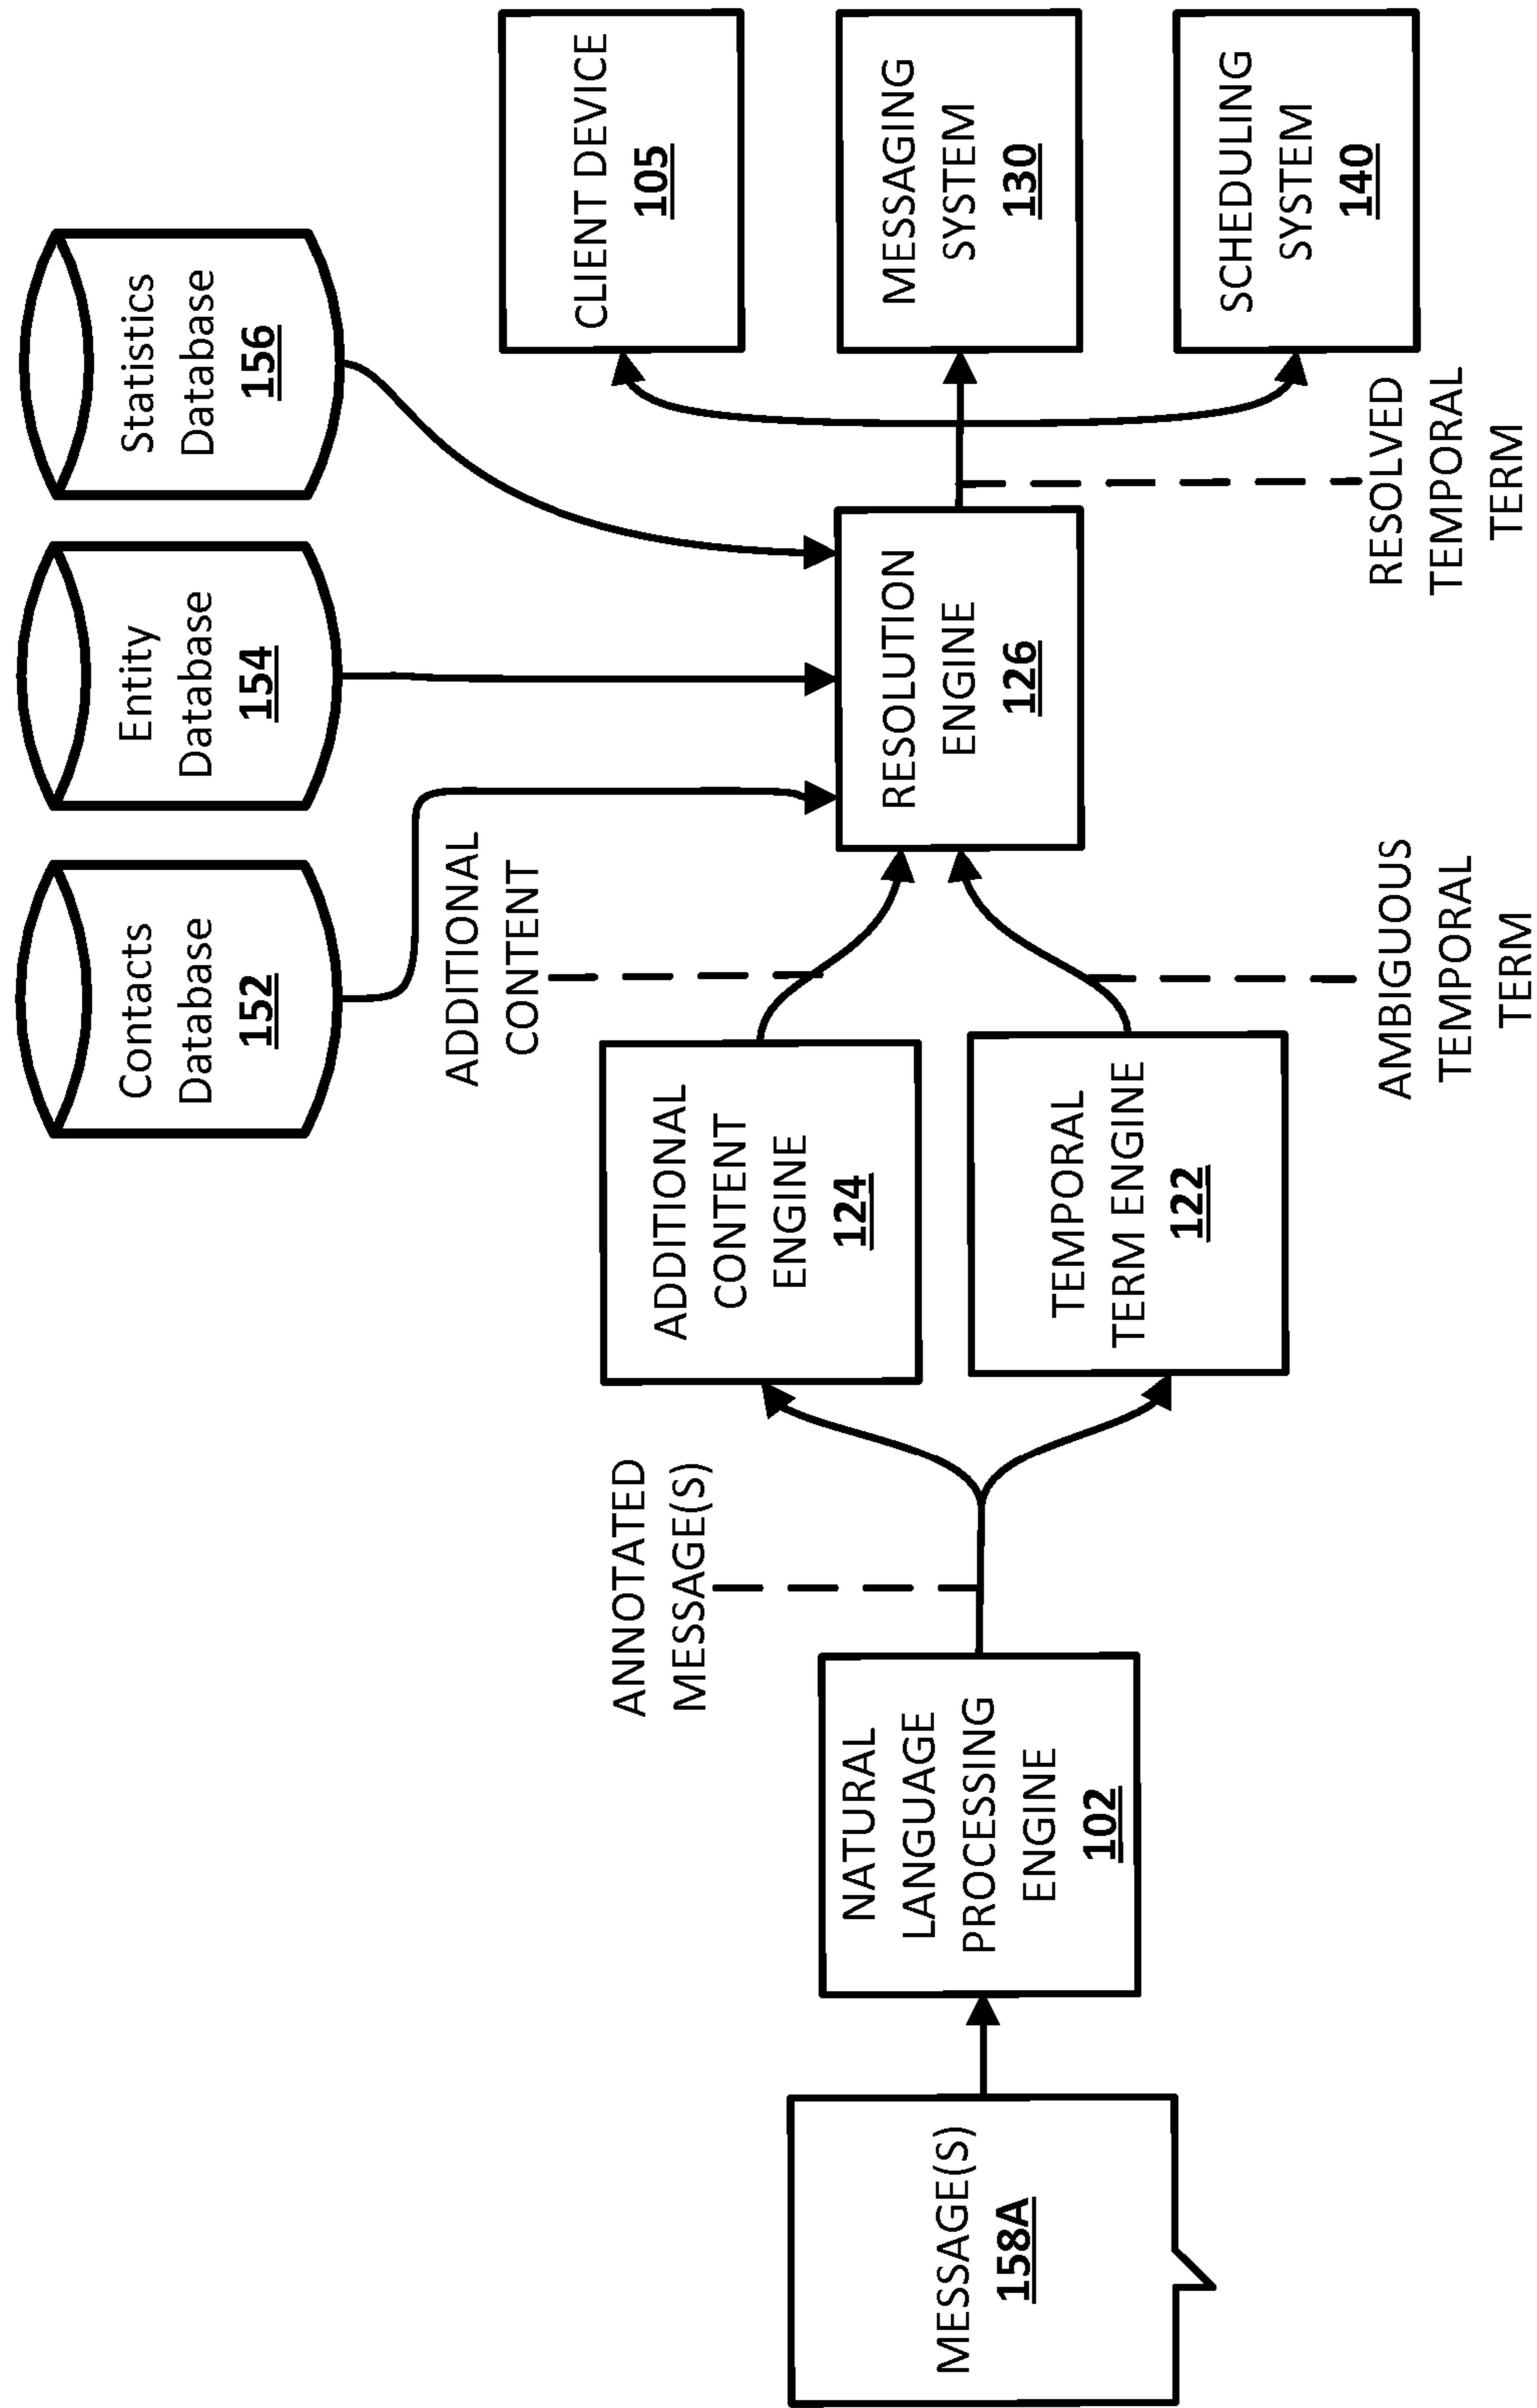 MESSAGE(S)
158A
NATURAL
LANGUAGE
PROCESSING
ENGINE
102
ANNOTATED
MESSAGE(S)
ADDITIONAL
CONTENT
ENGINE
124
TEMPORAL
TERM ENGINE
122
ADDITIONAL
CONTENT
AMBIGUOUS
TEMPORAL
TERM
Contacts
Database
152
Entity
Database
154
Statistics
Database
156
RESOLUTION
ENGINE
126
RESOLVED
TEMPORAL
TERM
CLIENT DEVICE
105
MESSAGING
SYSTEM
130
SCHEDULING
SYSTEM
140